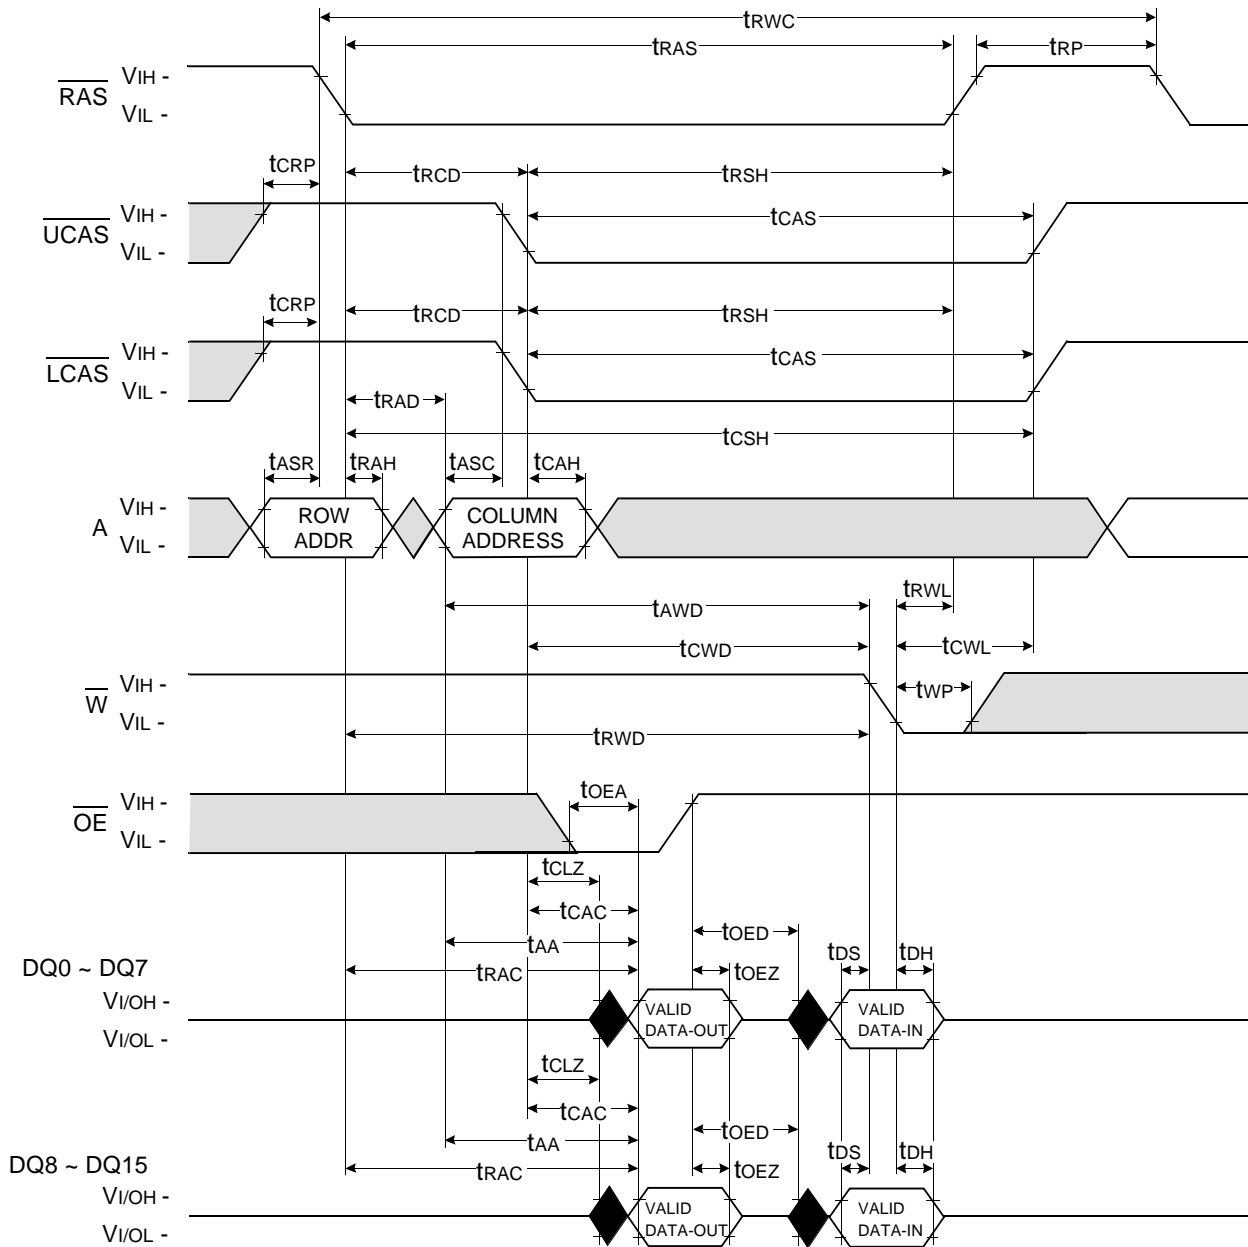 tRWC
tRAS
tRP
RAS
VIH -
VIL -
tCRP
tRCD
tRSH
UCAS
VIH -
VIL -
tCAS
tCRP
tRCD
tRSH
LCAS
VIH -
VIL -
tCAS
tRAD
tCSH
tASR
tRAH
tASC
tCAH
A
VIH -
VIL -
ROW
ADDR
COLUMN
ADDRESS
tAWD
tRWL
tCWD
tCWL
W
VIH -
VIL -
tWP
tRWD
OE
VIH -
VIL -
tOEA
tCLZ
tCAC
tAA
tOED
tDS
tDH
DQ0 ~ DQ7
tRAC
tOEZ
VI/OH -
VI/OL -
VALID
DATA-OUT
VALID
DATA-IN
tCLZ
tCAC
tAA
tOED
tDS
tDH
DQ8 ~ DQ15
tRAC
tOEZ
VI/OH -
VI/OL -
VALID
DATA-OUT
VALID
DATA-IN